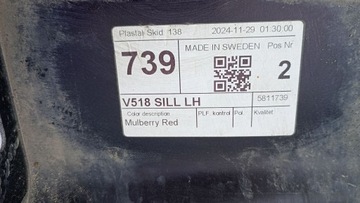 Plastal Skid: 138 2024-11-29 01:30:00
739 MADE IN SWEDEN Pos Nr
2
V518 SILL LH 5811739
Color description PLF. kontroll Pol. Kvalitet
Mulberry Red